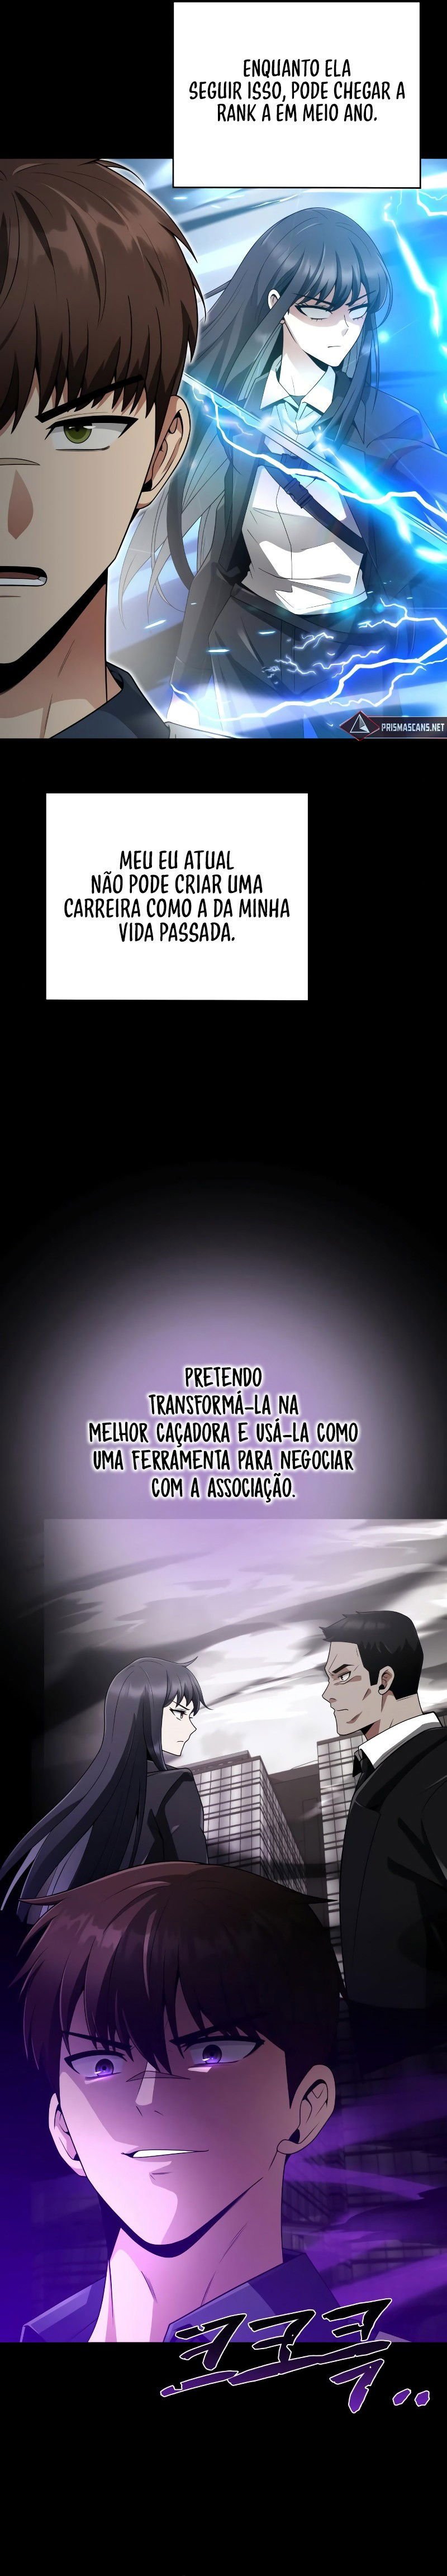 ENQUANTO ELA
SEGUIR ISSO, PODE CHEGAR A
RANK A EM MEIO ANO.
PRISMASCANS.NET
MEU EU ATUAL
NÃO PODE CRIAR UMA
CARREIRA COMO A DA MINHA
VIDA PASSADA.
PRETENDO
TRANSFORMÁ-LA NA
MELHOR CAÇADORA E USÁ-LA COMO
UMA FERRAMENTA PARA NEGOCIAR
COM A ASSOCIAÇÃO.
크크큭..